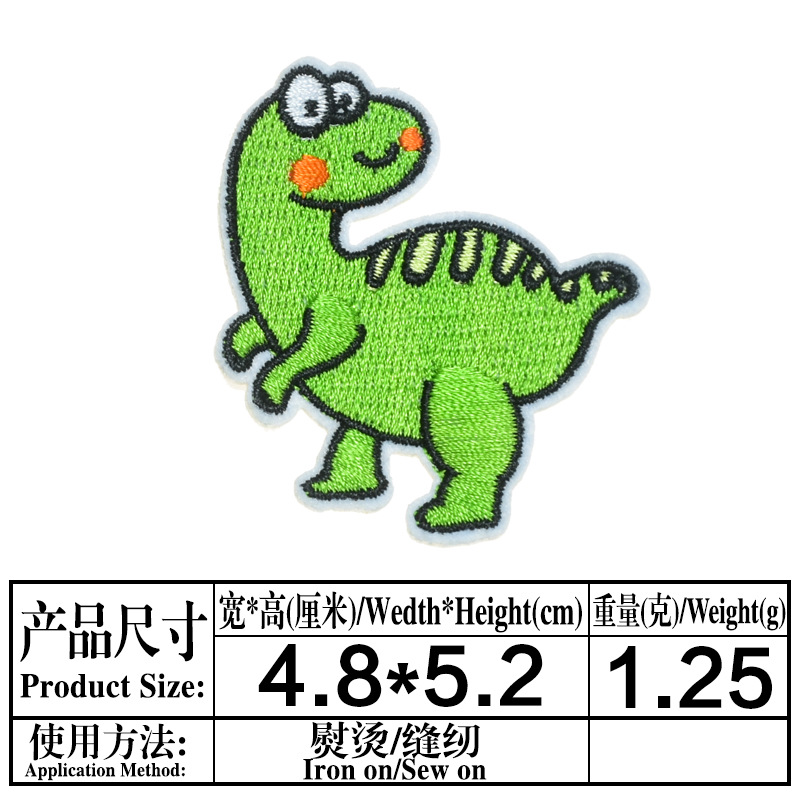 产品尺寸
Product Size:
宽*高(厘米)/Wedth*Height(cm)
重量(克)/Weight(g)
4.8*5.2
1.25
使用方法:
Application Method:
熨烫/缝纫
Iron on/Sew on